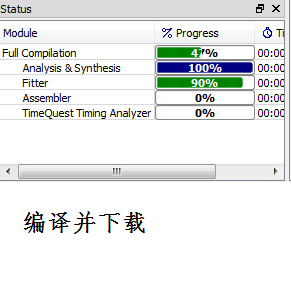 Status
Module % Progress Ti
Full Compilation 47% 00:00
Analysis & Synthesis 100% 00:00
Fitter 90% 00:00
Assembler 0% 00:00
TimeQuest Timing Analyzer 0% 00:00
编译并下载